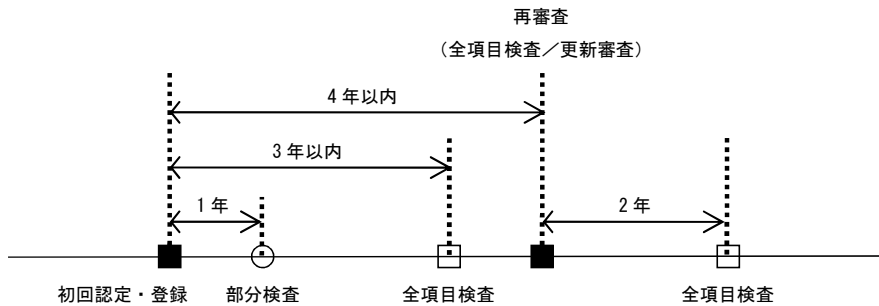 再審査
(全項目検査/更新審査)
4 年以内
3 年以内
1 年
2 年
初回認定・登録
部分検査
全項目検査
全項目検査